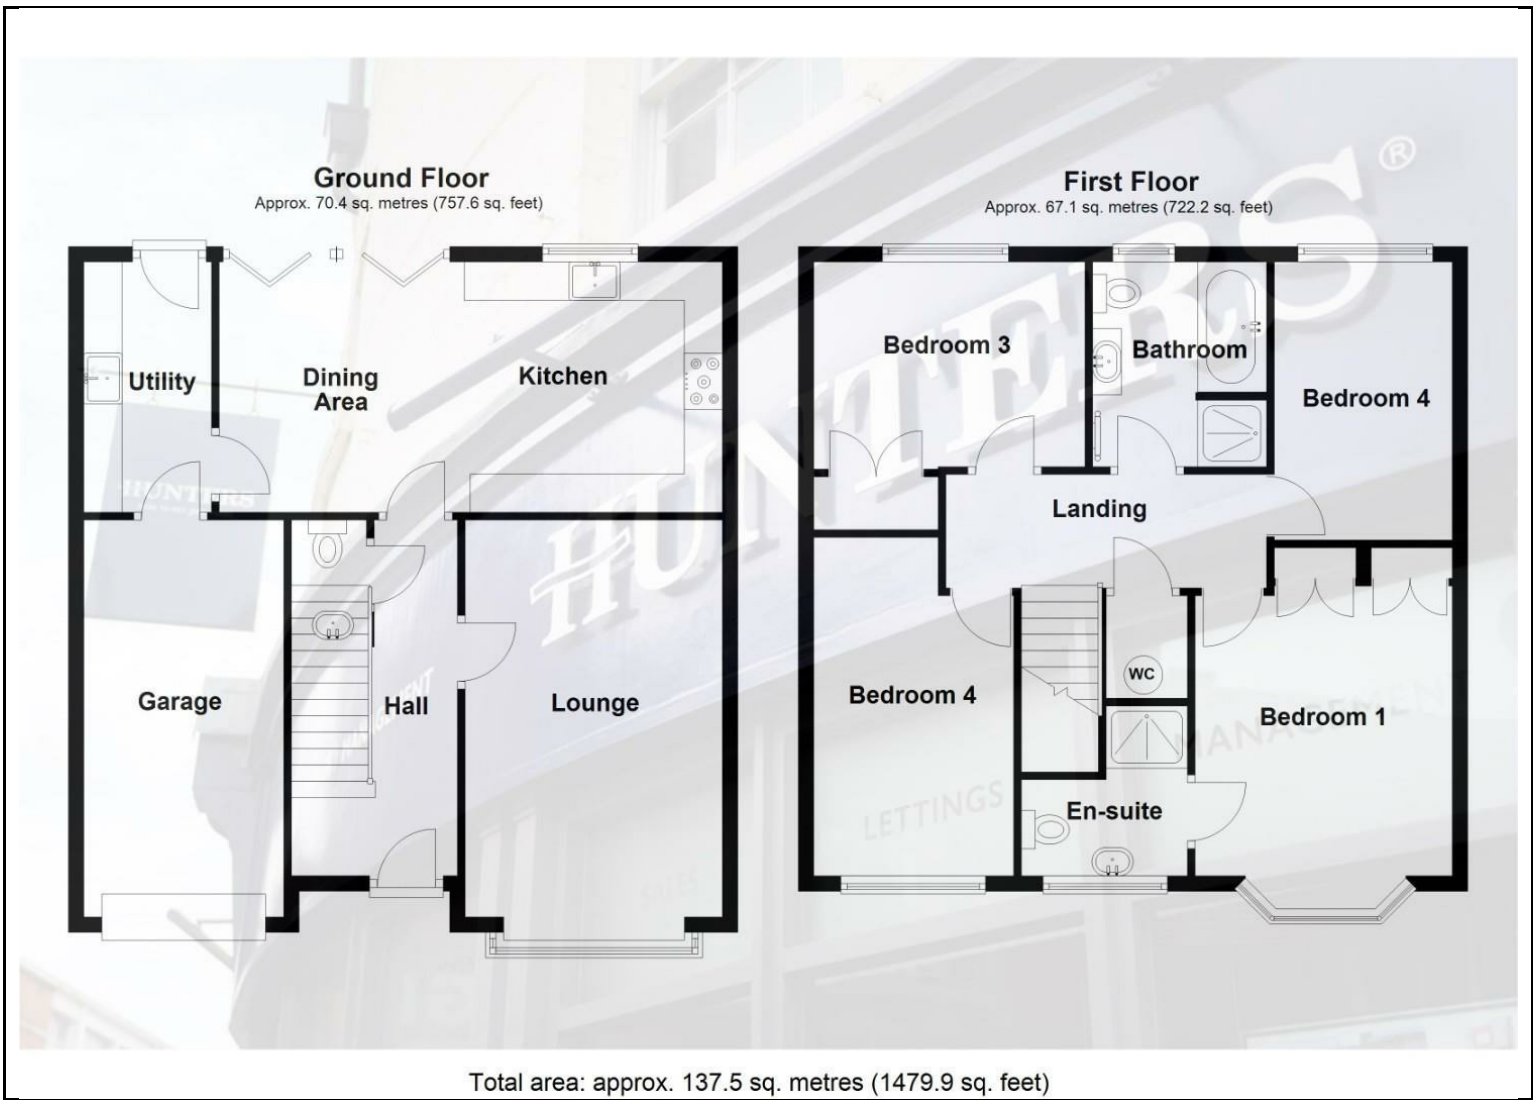 Ground Floor
Approx. 70.4 sq. metres (757.6 sq. feet)
First Floor
Approx. 67.1 sq. metres (722.2 sq. feet)
HUNTERS®
Utility
Dining
Area
Kitchen
HUNTERS
Garage
Hall
Lounge
Bedroom 3
Bathroom
Bedroom 4
Landing
Bedroom 4
WC
Bedroom 1
En-suite
MANAGEMENT
LETTINGS
Total area: approx. 137.5 sq. metres (1479.9 sq. feet)